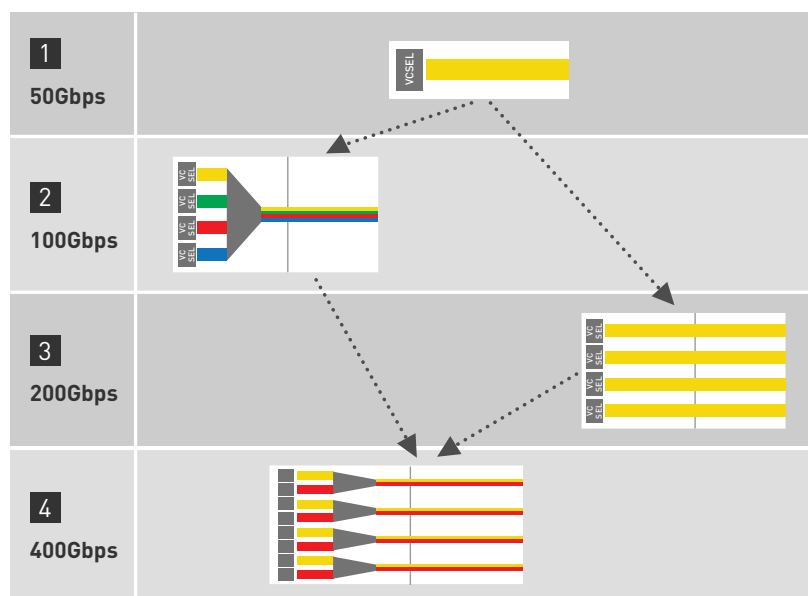 1
50Gbps
VCSEL
2
100Gbps
VC
SEL
VC
SEL
VC
SEL
VC
SEL
3
200Gbps
VC
SEL
VC
SEL
VC
SEL
VC
SEL
4
400Gbps